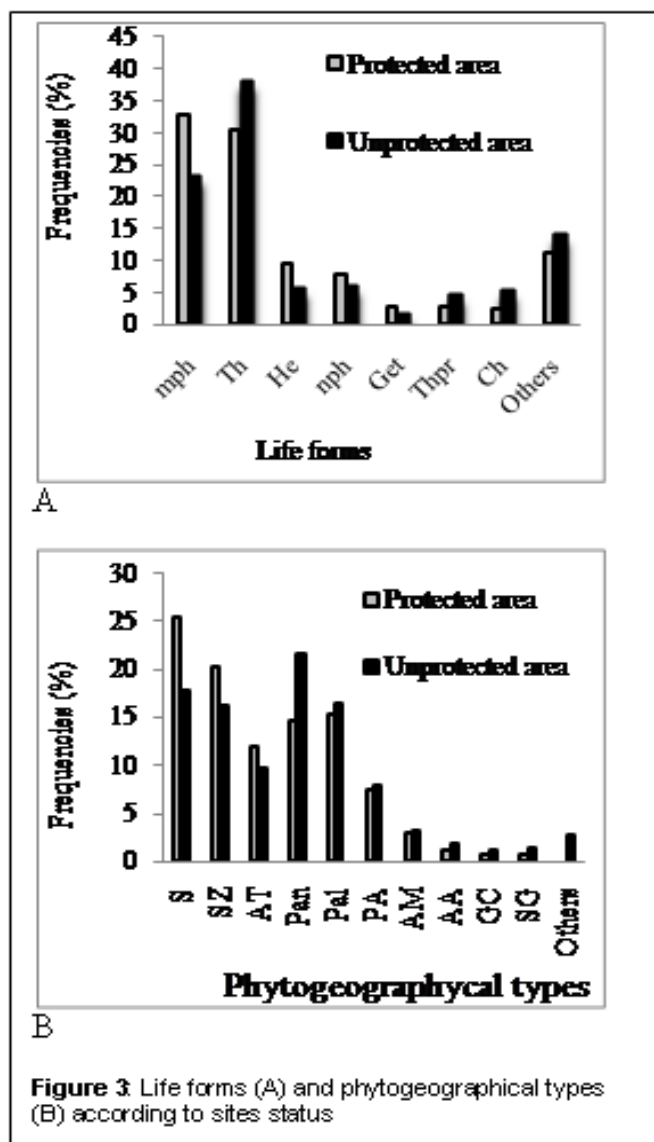 45
40
35
30
25
20
15
10
5
0
Frequencies (%)
Protected area
Unprotected area
mph Th He nph Get Thpr Ch Others
Life forms
A
30
25
20
15
10
5
0
Frequencies (%)
Protected area
Unprotected area
S SZ AT Pan Pal PA AM AA GC SG Others
Phytogeographycal types
B
Figure 3: Life forms (A) and phytogeographical types
(B) according to sites status